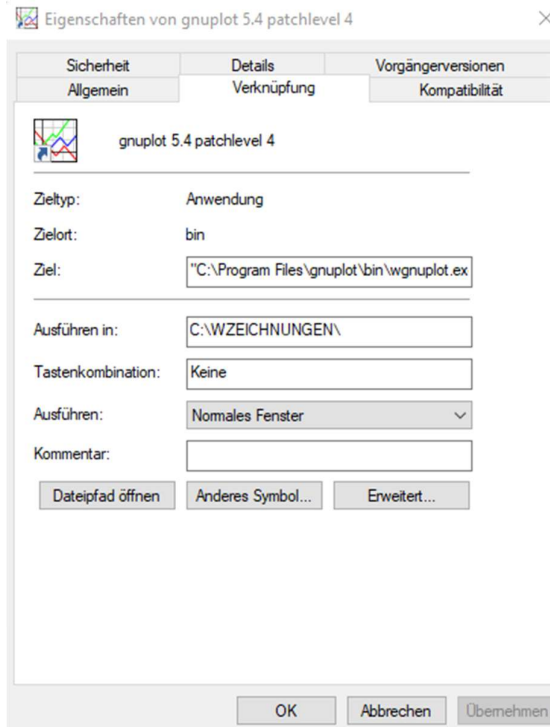 Eigenschaften von gnuplot 5.4 patchlevel 4
Sicherheit Details Vorgängerversionen
Allgemein Verknüpfung Kompatibilität
gnuplot 5.4 patchlevel 4
Zieltyp: Anwendung
Zielort: bin
Ziel: "C:\Program Files\gnuplot\bin\wgnuplot.ex
Ausführen in: C:\WZEICHNUNGEN\
Tastenkombination: Keine
Ausführen: Normales Fenster
Kommentar:
Dateipfad öffnen Anderes Symbol... Erweitert...
OK Abbrechen Übernehmen